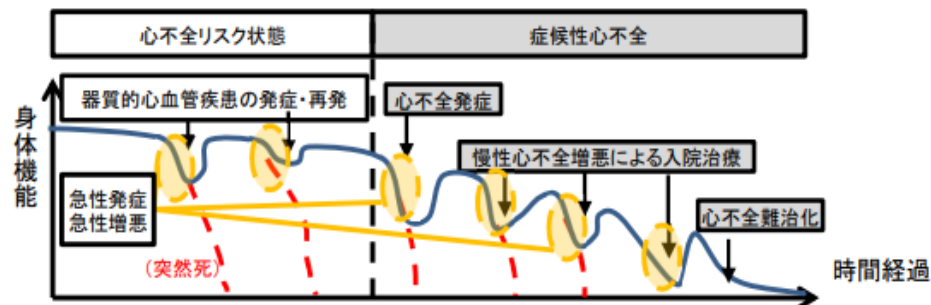 心不全リスク状態
症候性心不全
器質的心血管疾患の発症・再発
心不全発症
身体機能
慢性心不全増悪による入院治療
急性発症
急性増悪
心不全難治化
(突然死)
時間経過